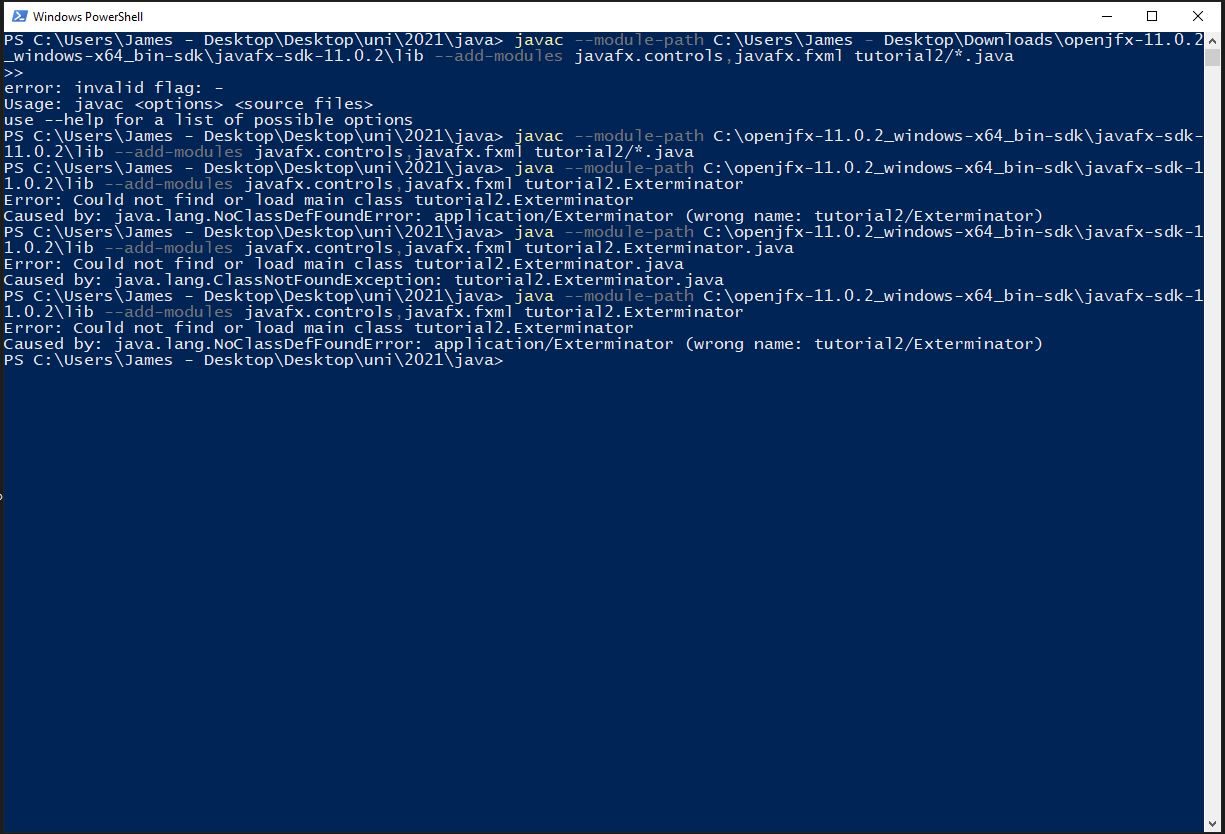 Windows PowerShell
PS C:\Users\James - Desktop\Desktop\uni\2021\java> javac --module-path C:\Users\James - Desktop\Downloads\openjfx-11.0.2
_windows-x64_bin-sdk\javafx-sdk-11.0.2\lib --add-modules javafx.controls,javafx.fxml tutorial2/*.java
>>
error: invalid flag: -
Usage: javac <options> <source files>
use --help for a list of possible options
PS C:\Users\James - Desktop\Desktop\uni\2021\java> javac --module-path C:\openjfx-11.0.2_windows-x64_bin-sdk\javafx-sdk-
11.0.2\lib --add-modules javafx.controls,javafx.fxml tutorial2/*.java
PS C:\Users\James - Desktop\Desktop\uni\2021\java> java --module-path C:\openjfx-11.0.2_windows-x64_bin-sdk\javafx-sdk-1
1.0.2\lib --add-modules javafx.controls,javafx.fxml tutorial2.Exterminator
Error: Could not find or load main class tutorial2.Exterminator
Caused by: java.lang.NoClassDefFoundError: application/Exterminator (wrong name: tutorial2/Exterminator)
PS C:\Users\James - Desktop\Desktop\uni\2021\java> java --module-path C:\openjfx-11.0.2_windows-x64_bin-sdk\javafx-sdk-1
1.0.2\lib --add-modules javafx.controls,javafx.fxml tutorial2.Exterminator.java
Error: Could not find or load main class tutorial2.Exterminator.java
Caused by: java.lang.ClassNotFoundException: tutorial2.Exterminator.java
PS C:\Users\James - Desktop\Desktop\uni\2021\java> java --module-path C:\openjfx-11.0.2_windows-x64_bin-sdk\javafx-sdk-1
1.0.2\lib --add-modules javafx.controls,javafx.fxml tutorial2.Exterminator
Error: Could not find or load main class tutorial2.Exterminator
Caused by: java.lang.NoClassDefFoundError: application/Exterminator (wrong name: tutorial2/Exterminator)
PS C:\Users\James - Desktop\Desktop\uni\2021\java>